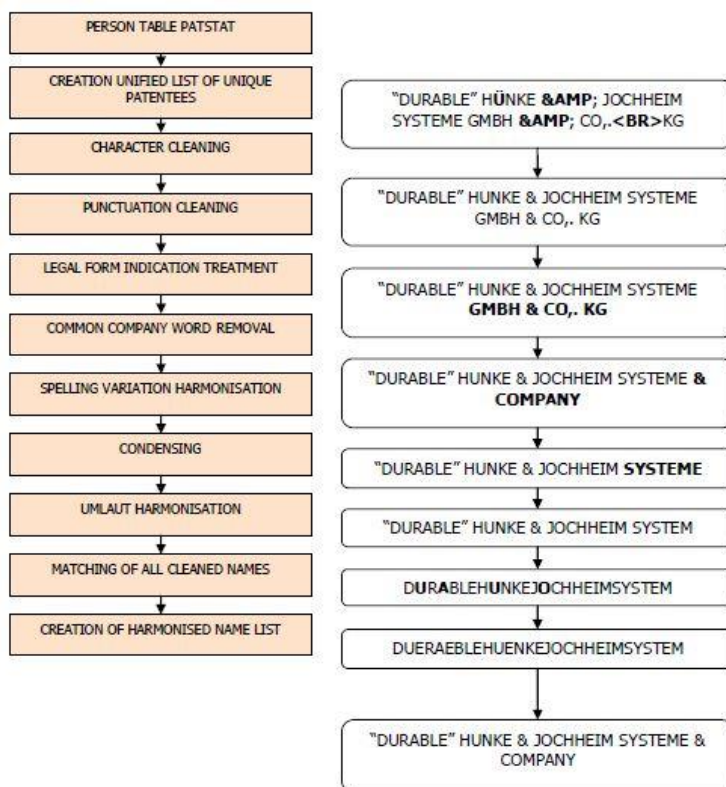 PERSON TABLE PATSTAT
CREATION UNIFIED LIST OF UNIQUE
PATENTEES
CHARACTER CLEANING
PUNCTUATION CLEANING
LEGAL FORM INDICATION TREATMENT
COMMON COMPANY WORD REMOVAL
SPELLING VARIATION HARMONISATION
CONDENSING
UMLAUT HARMONISATION
MATCHING OF ALL CLEANED NAMES
CREATION OF HARMONISED NAME LIST
“DURABLE” HÜNKE &AMP; JOCHHEIM
SYSTEME GMBH &AMP; CO,.<BR>KG
“DURABLE” HUNKE & JOCHHEIM SYSTEME
GMBH & CO,. KG
“DURABLE” HUNKE & JOCHHEIM SYSTEME
GMBH & CO,. KG
“DURABLE” HUNKE & JOCHHEIM SYSTEME &
COMPANY
“DURABLE” HUNKE & JOCHHEIM SYSTEME
“DURABLE” HUNKE & JOCHHEIM SYSTEM
DURABLEHUNKEJOCHHEIMSYSTEM
DUERAEBLEHUENKEJOCHHEIMSYSTEM
“DURABLE” HUNKE & JOCHHEIM SYSTEME &
COMPANY